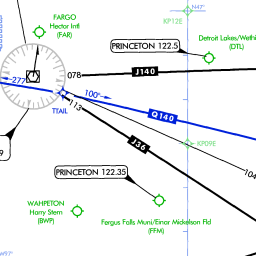 FARGO
Hector Intl
(FAR)
KP12E
N47°
PRINCETON 122.5
Detroit Lakes/Wethi
(DTL)
078
J140
277°
100°
TTAIL
113
Q140
KP09E
J36
104
9
PRINCETON 122.35
WAHPETON
Harry Stern
(BWP)
Fergus Falls Muni/Einar Mickelson Fld
(FFM)
W97°